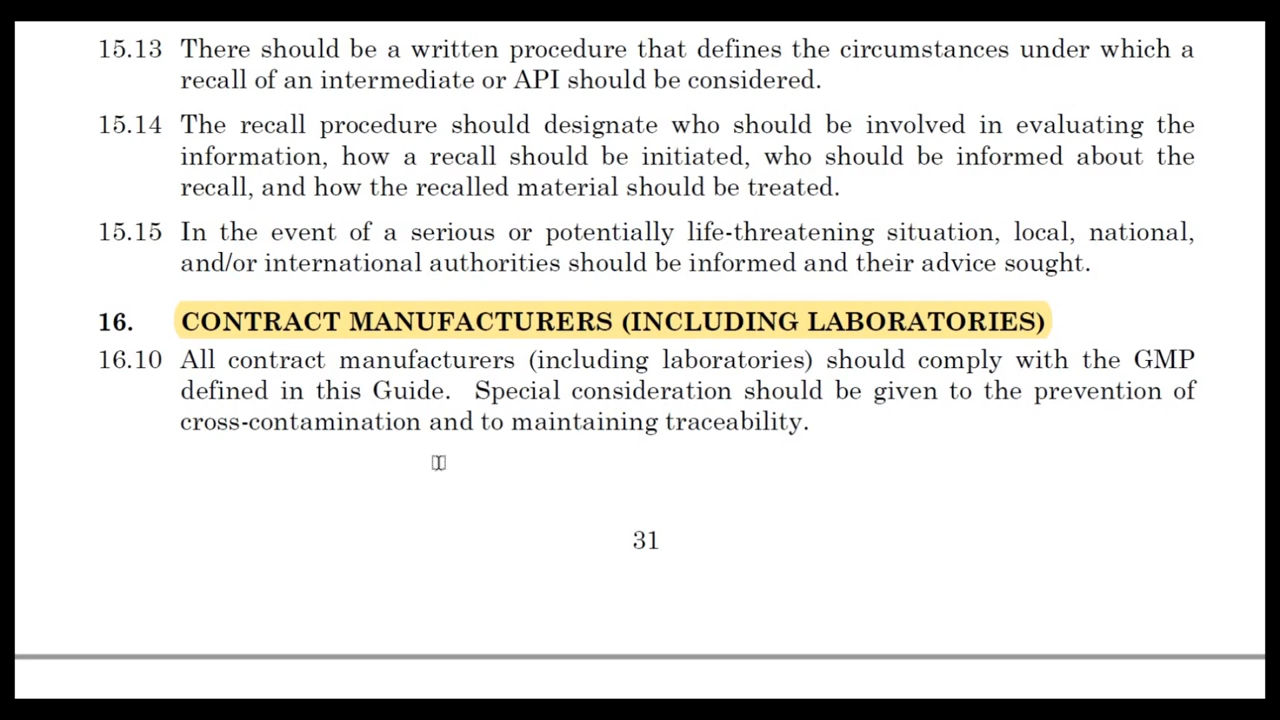 15.13 There should be a written procedure that defines the circumstances under which a
recall of an intermediate or API should be considered.
15.14 The recall procedure should designate who should be involved in evaluating the
information, how a recall should be initiated, who should be informed about the
recall, and how the recalled material should be treated.
15.15 In the event of a serious or potentially life-threatening situation, local, national,
and/or international authorities should be informed and their advice sought.
16. CONTRACT MANUFACTURERS (INCLUDING LABORATORIES)
16.10 All contract manufacturers (including laboratories) should comply with the GMP
defined in this Guide. Special consideration should be given to the prevention of
cross-contamination and to maintaining traceability.
31